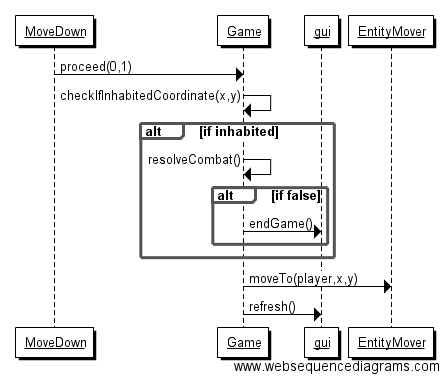 MoveDown
Game
gui
EntityMover
proceed(0,1)
checkIfInhabitedCoordinate(x,y)
alt [if inhabited]
resolveCombat()
alt [if false]
endGame()
moveTo(player,x,y)
refresh()
MoveDown
Game
gui
EntityMover
www.websequencediagrams.com